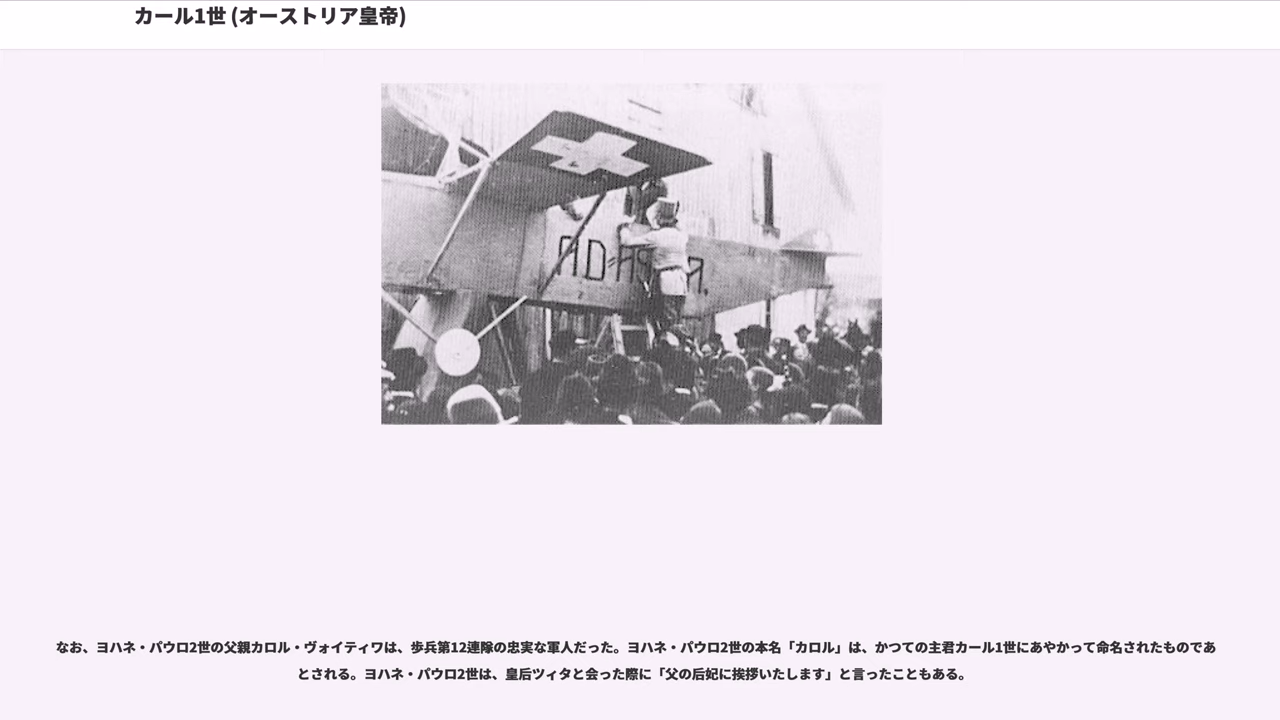 カール1世 (オーストリア皇帝)
なお、ヨハネ・パウロ2世の父親カロル・ヴォイティワは、歩兵第12連隊の忠実な軍人だった。ヨハネ・パウロ2世の本名「カロル」は、かつての主君カール1世にあやかって命名されたものであ
とされる。ヨハネ・パウロ2世は、皇后ツィタと会った際に「父の后妃に挨拶いたします」と言ったこともある。